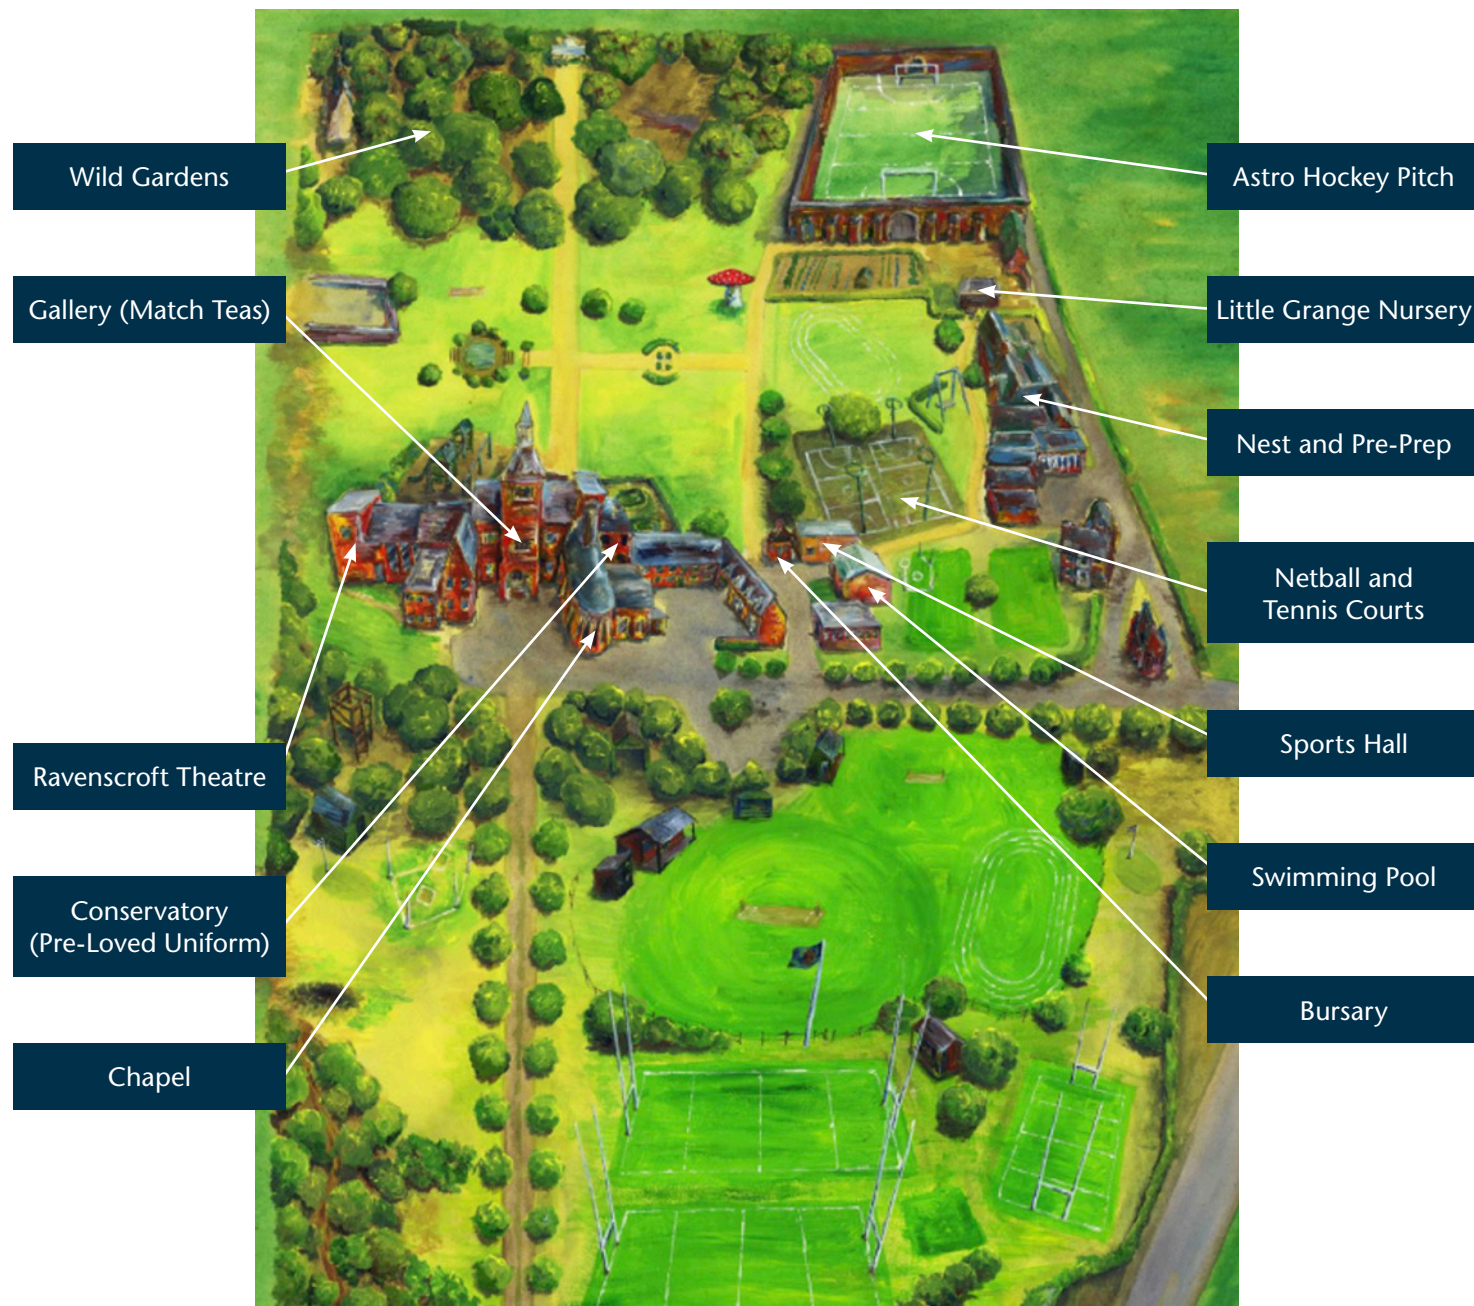 Wild Gardens
Gallery (Match Teas)
Ravenscroft Theatre
Conservatory
(Pre-Loved Uniform)
Chapel
Astro Hockey Pitch
Little Grange Nursery
Nest and Pre-Prep
Netball and
Tennis Courts
Sports Hall
Swimming Pool
Bursary